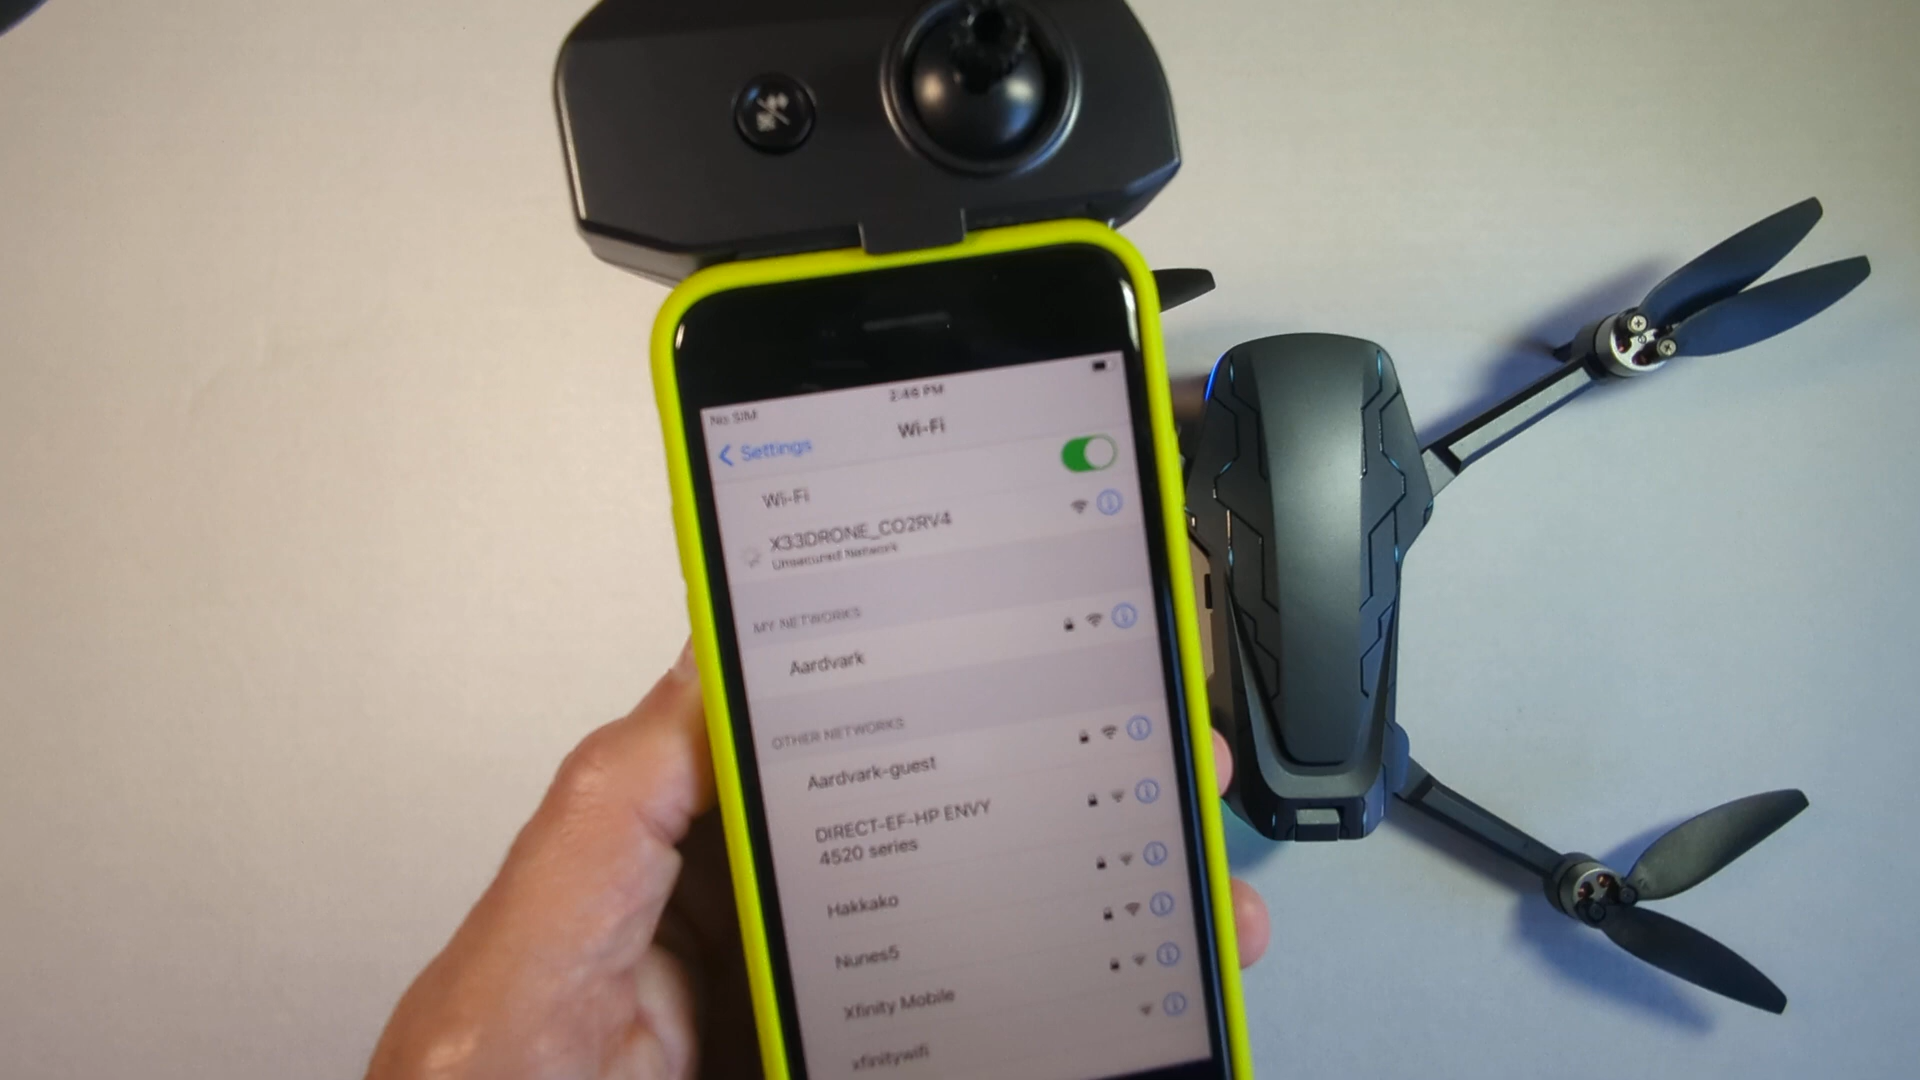 No SIM
2:46 PM
Settings
Wi-Fi
Wi-Fi
X33DRONE_CO2RV4
Unsecured Network
MY NETWORKS
Aardvark
OTHER NETWORKS
Aardvark-guest
DIRECT-EF-HP ENVY
4520 series
Hakkako
Nunes5
Xfinity Mobile
xfinitywifi